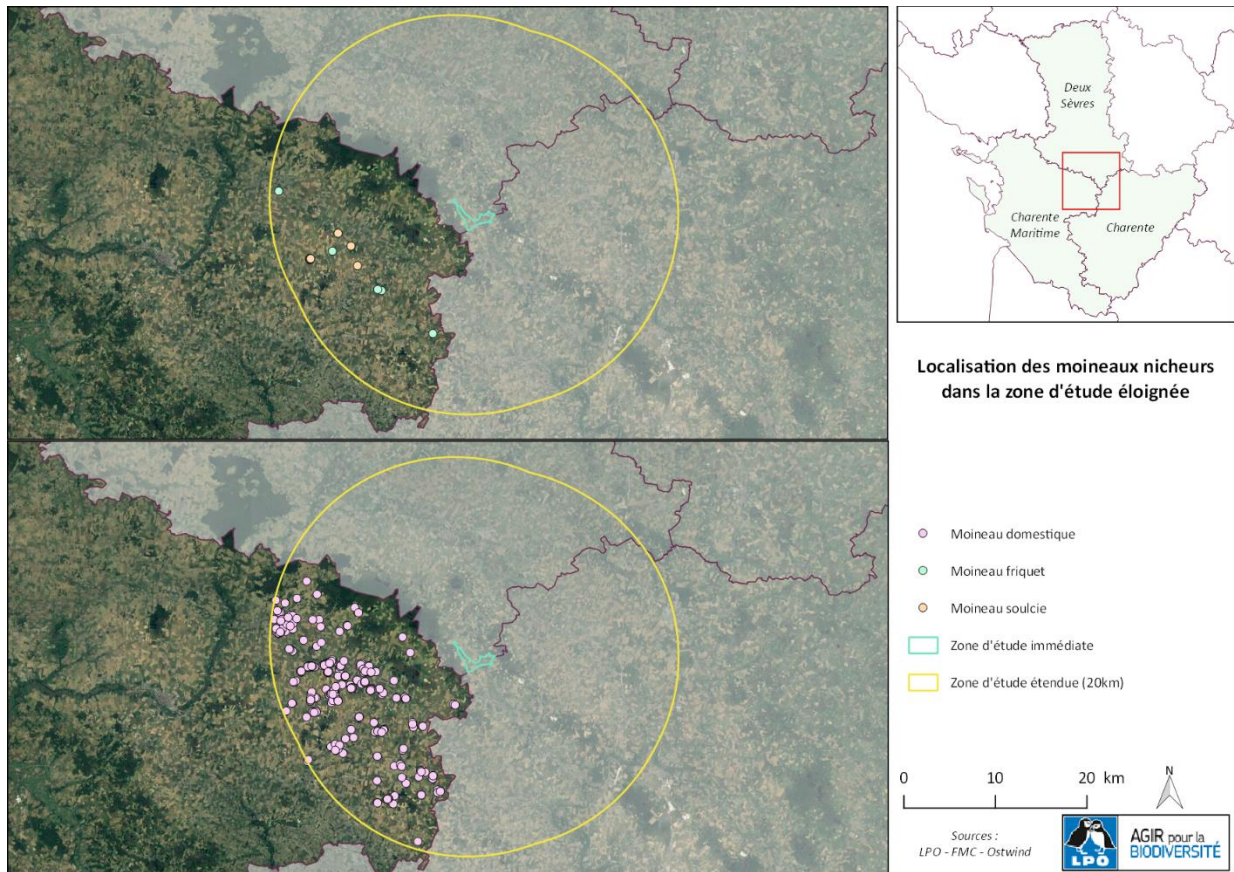 Deux
Sèvres
Charente
Maritime
Charente
Localisation des moineaux nicheurs
dans la zone d'étude éloignée
Moineau domestique
Moineau friquet
Moineau soulcie
Zone d'étude immédiate
Zone d'étude étendue (20km)
0 10 20 km
N
Sources :
LPO - FMC - Ostwind
LPO
AGIR pour la
BIODIVERSITÉ